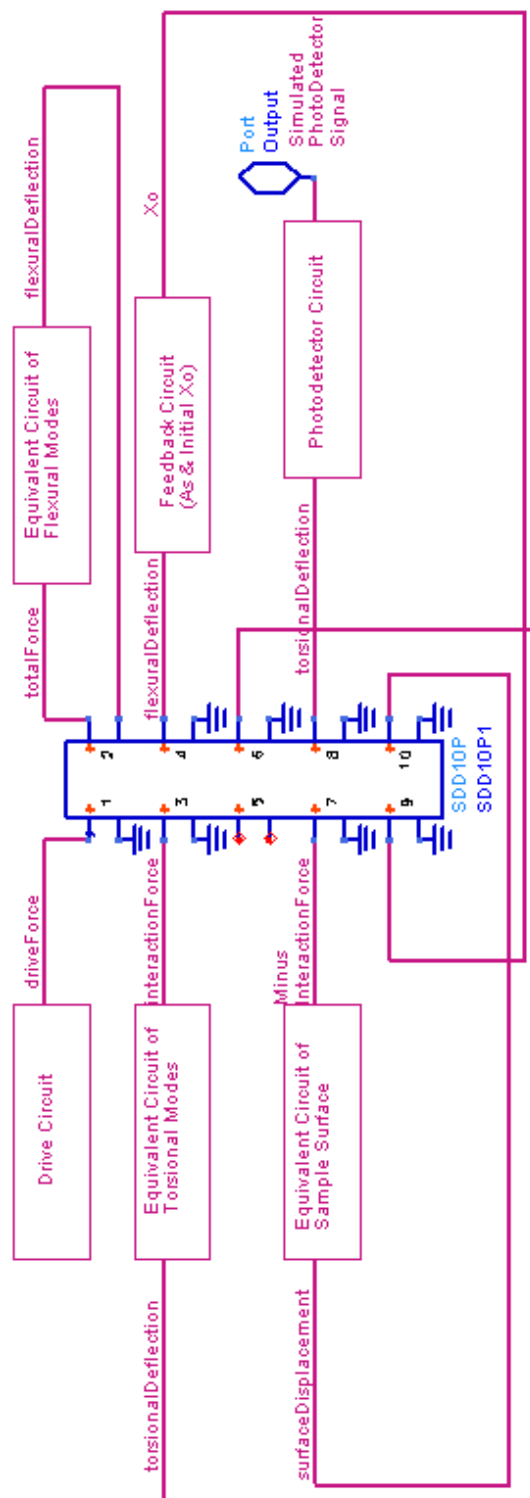 Drive Circuit
driveForce
totalForce
Equivalent Circuit of
Flexural Modes
flexuralDeflection
torsionalDeflection
Equivalent Circuit of
Torsional Modes
interactionForce
flexuralDeflection
Feedback Circuit
(As & Initial Xo)
Xo
surfaceDisplacement
Equivalent Circuit of
Sample Surface
Minus
InteractionForce
torsionalDeflection
Photodetector Circuit
Port
Output
Simulated
PhotoDetector
Signal
1
2
3
4
5
6
7
8
9
10
SDD10P
SDD10P1